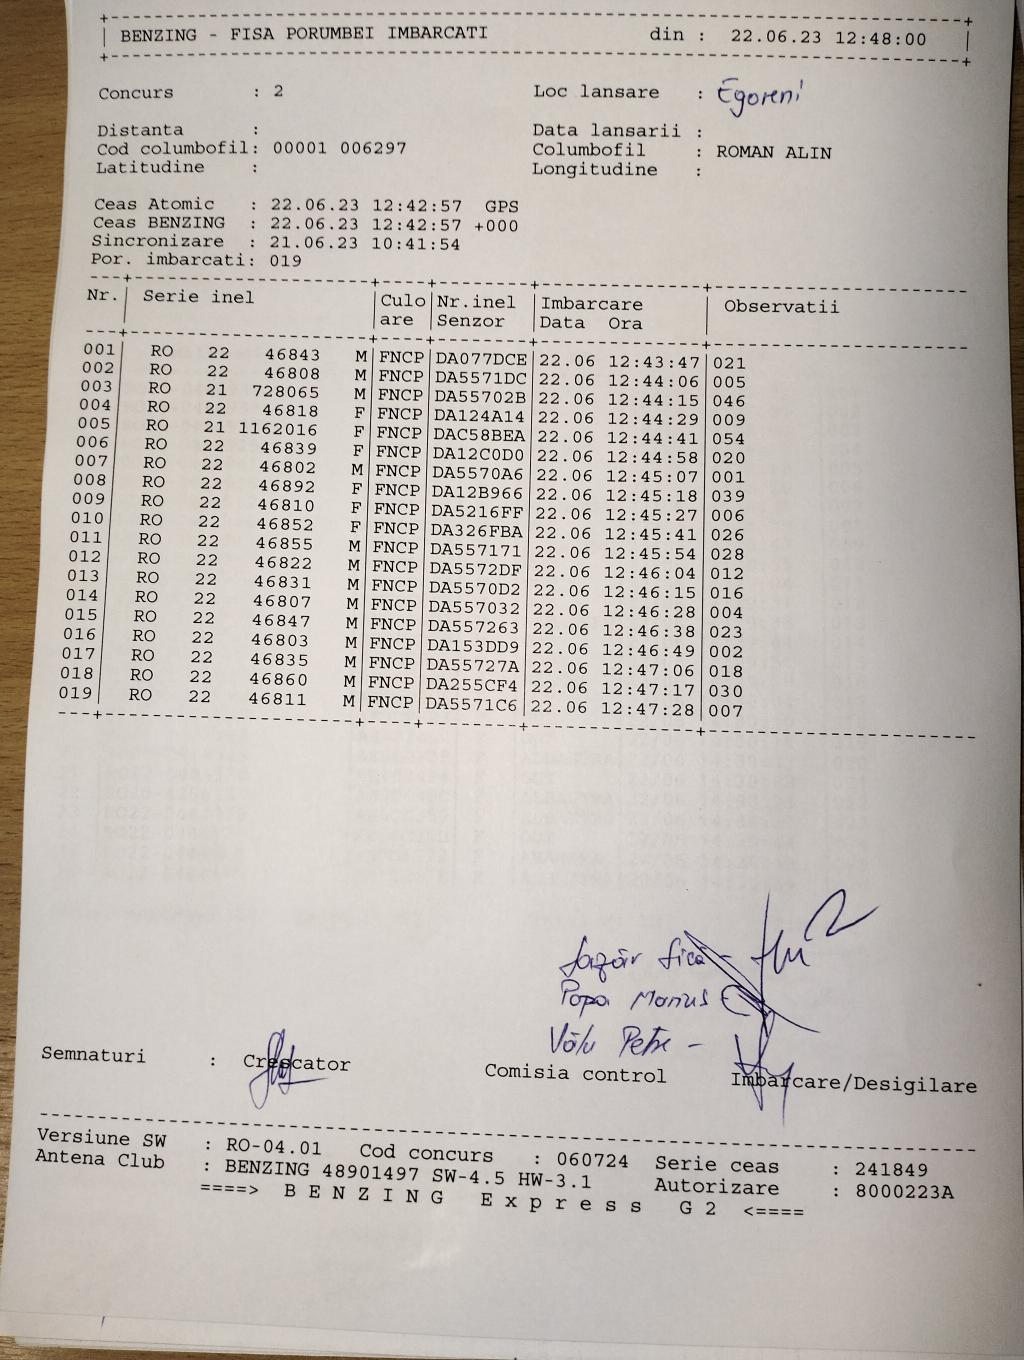 BENZING - FISA PORUMBEI IMBARCATI din : 22.06.23 12:48:00
Concurs : 2 Loc lansare : Egoreni
Distanta : Data lansarii :
Cod columbofil: 00001 006297 Columbofil : ROMAN ALIN
Latitudine : Longitudine :
Ceas Atomic : 22.06.23 12:42:57 GPS
Ceas BENZING : 22.06.23 12:42:57 +000
Sincronizare : 21.06.23 10:41:54
Por. imbarcati: 019
Nr. Serie inel Culo Nr.inel Imbarcare Observatii
are Senzor Data Ora
001 RO 22 46843 M FNCP DA077DCE 22.06 12:43:47 021
002 RO 22 46808 M FNCP DA5571DC 22.06 12:44:06 005
003 RO 21 728065 M FNCP DA55702B 22.06 12:44:15 046
004 RO 22 46818 F FNCP DA124A14 22.06 12:44:29 009
005 RO 21 1162016 F FNCP DAC58BEA 22.06 12:44:41 054
006 RO 22 46839 F FNCP DA12C0D0 22.06 12:44:58 020
007 RO 22 46802 M FNCP DA5570A6 22.06 12:45:07 001
008 RO 22 46892 F FNCP DA12B966 22.06 12:45:18 039
009 RO 22 46810 F FNCP DA5216FF 22.06 12:45:27 006
010 RO 22 46852 F FNCP DA326FBA 22.06 12:45:41 026
011 RO 22 46855 M FNCP DA557171 22.06 12:45:54 028
012 RO 22 46822 M FNCP DA5572DF 22.06 12:46:04 012
013 RO 22 46831 M FNCP DA5570D2 22.06 12:46:15 016
014 RO 22 46807 M FNCP DA557032 22.06 12:46:28 004
015 RO 22 46847 M FNCP DA557263 22.06 12:46:38 023
016 RO 22 46803 M FNCP DA153DD9 22.06 12:46:49 002
017 RO 22 46835 M FNCP DA55727A 22.06 12:47:06 018
018 RO 22 46860 M FNCP DA255CF4 22.06 12:47:17 030
019 RO 22 46811 M FNCP DA5571C6 22.06 12:47:28 007
Popa Marius
Petre -
Semnaturi : Crescator Comisia control Imbarcare/Desigilare
Versiune SW : RO-04.01 Cod concurs : 060724 Serie ceas : 241849
Antena Club : BENZING 48901497 SW-4.5 HW-3.1 Autorizare : 8000223A
====> B E N Z I N G E x p r e s s G 2 <====